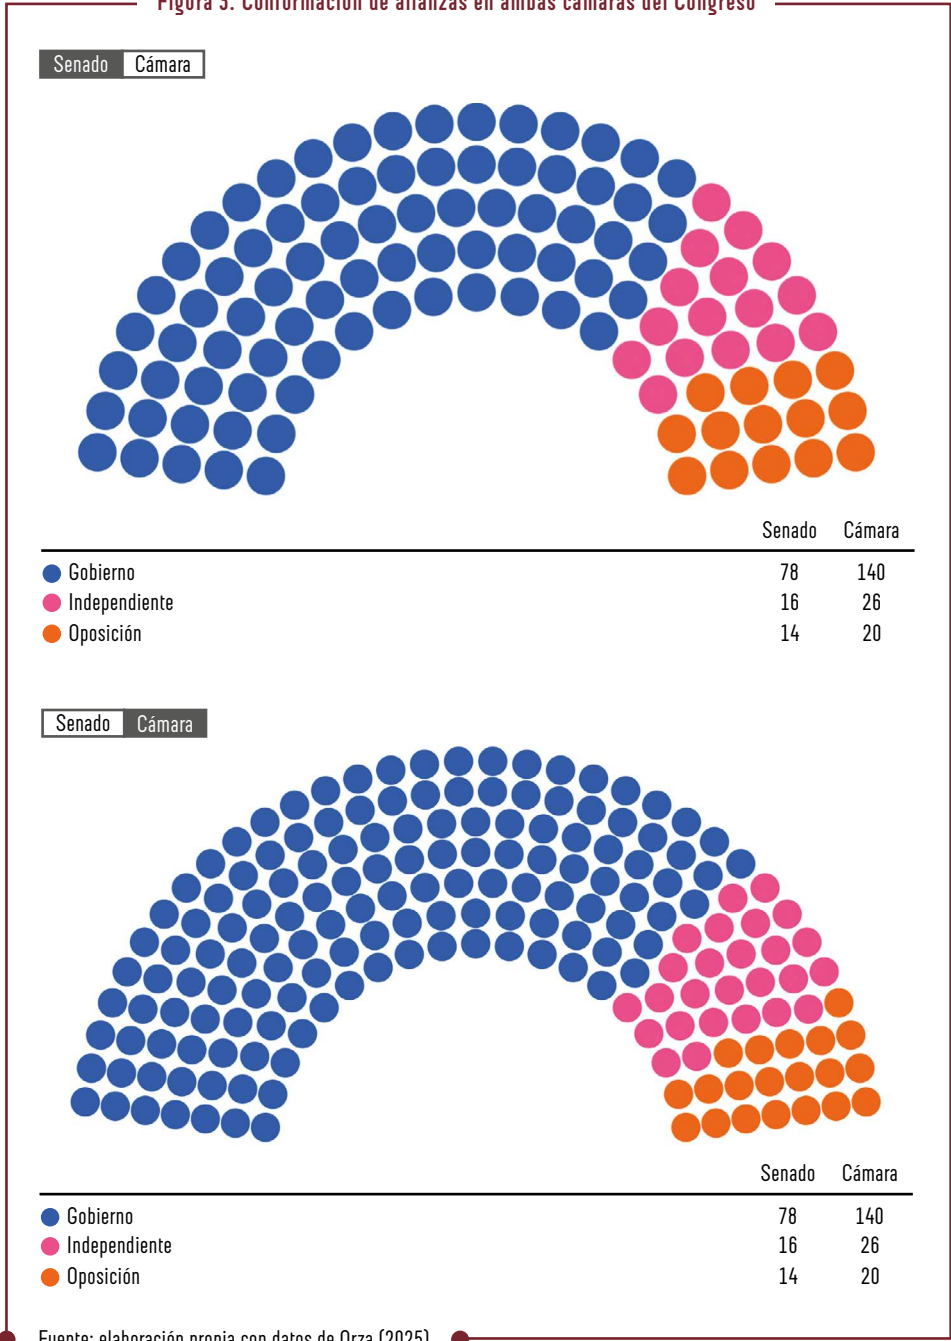 Figura 3. Conformación de alianzas en ambas cámaras del Congreso
Senado Cámara
Senado Cámara
Gobierno 78 140
Independiente 16 26
Oposición 14 20
Senado Cámara
Senado Cámara
Gobierno 78 140
Independiente 16 26
Oposición 14 20
Fuente: elaboración propia con datos de Orza (2025)